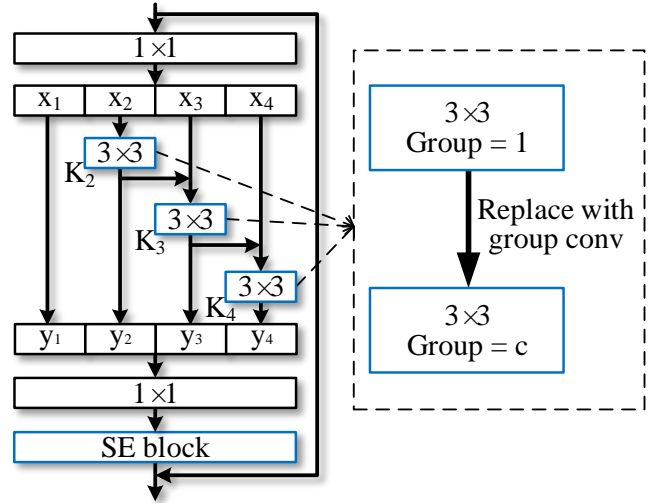 1×1
x₁ x₂ x₃ x₄
3×3
K₂
3×3
K₃
3×3
K₄
y₁ y₂ y₃ y₄
1×1
SE block
3×3
Group = 1
Replace with
group conv
3×3
Group = c